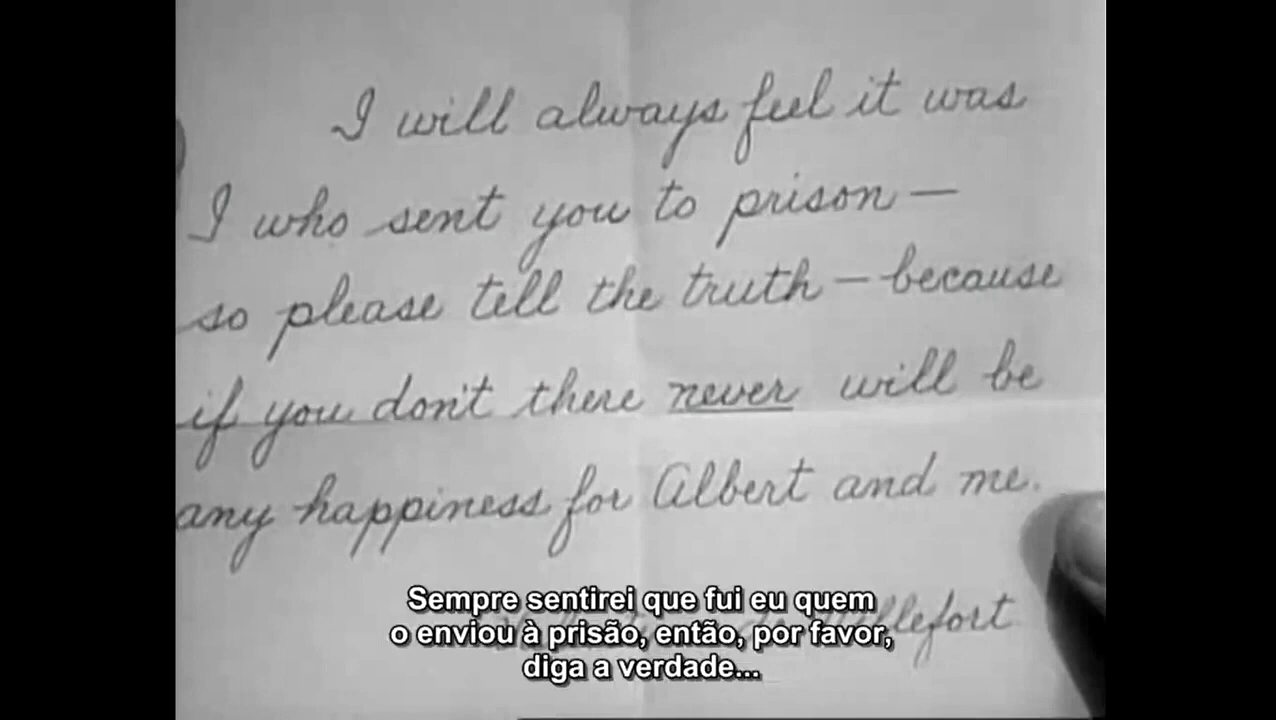 I will always feel it was
I who sent you to prison —
so please tell the truth — because
if you don't there never will be
any happiness for Albert and me.
Sempre sentirei que fui eu quem
o enviou à prisão, então, por favor,
diga a verdade...